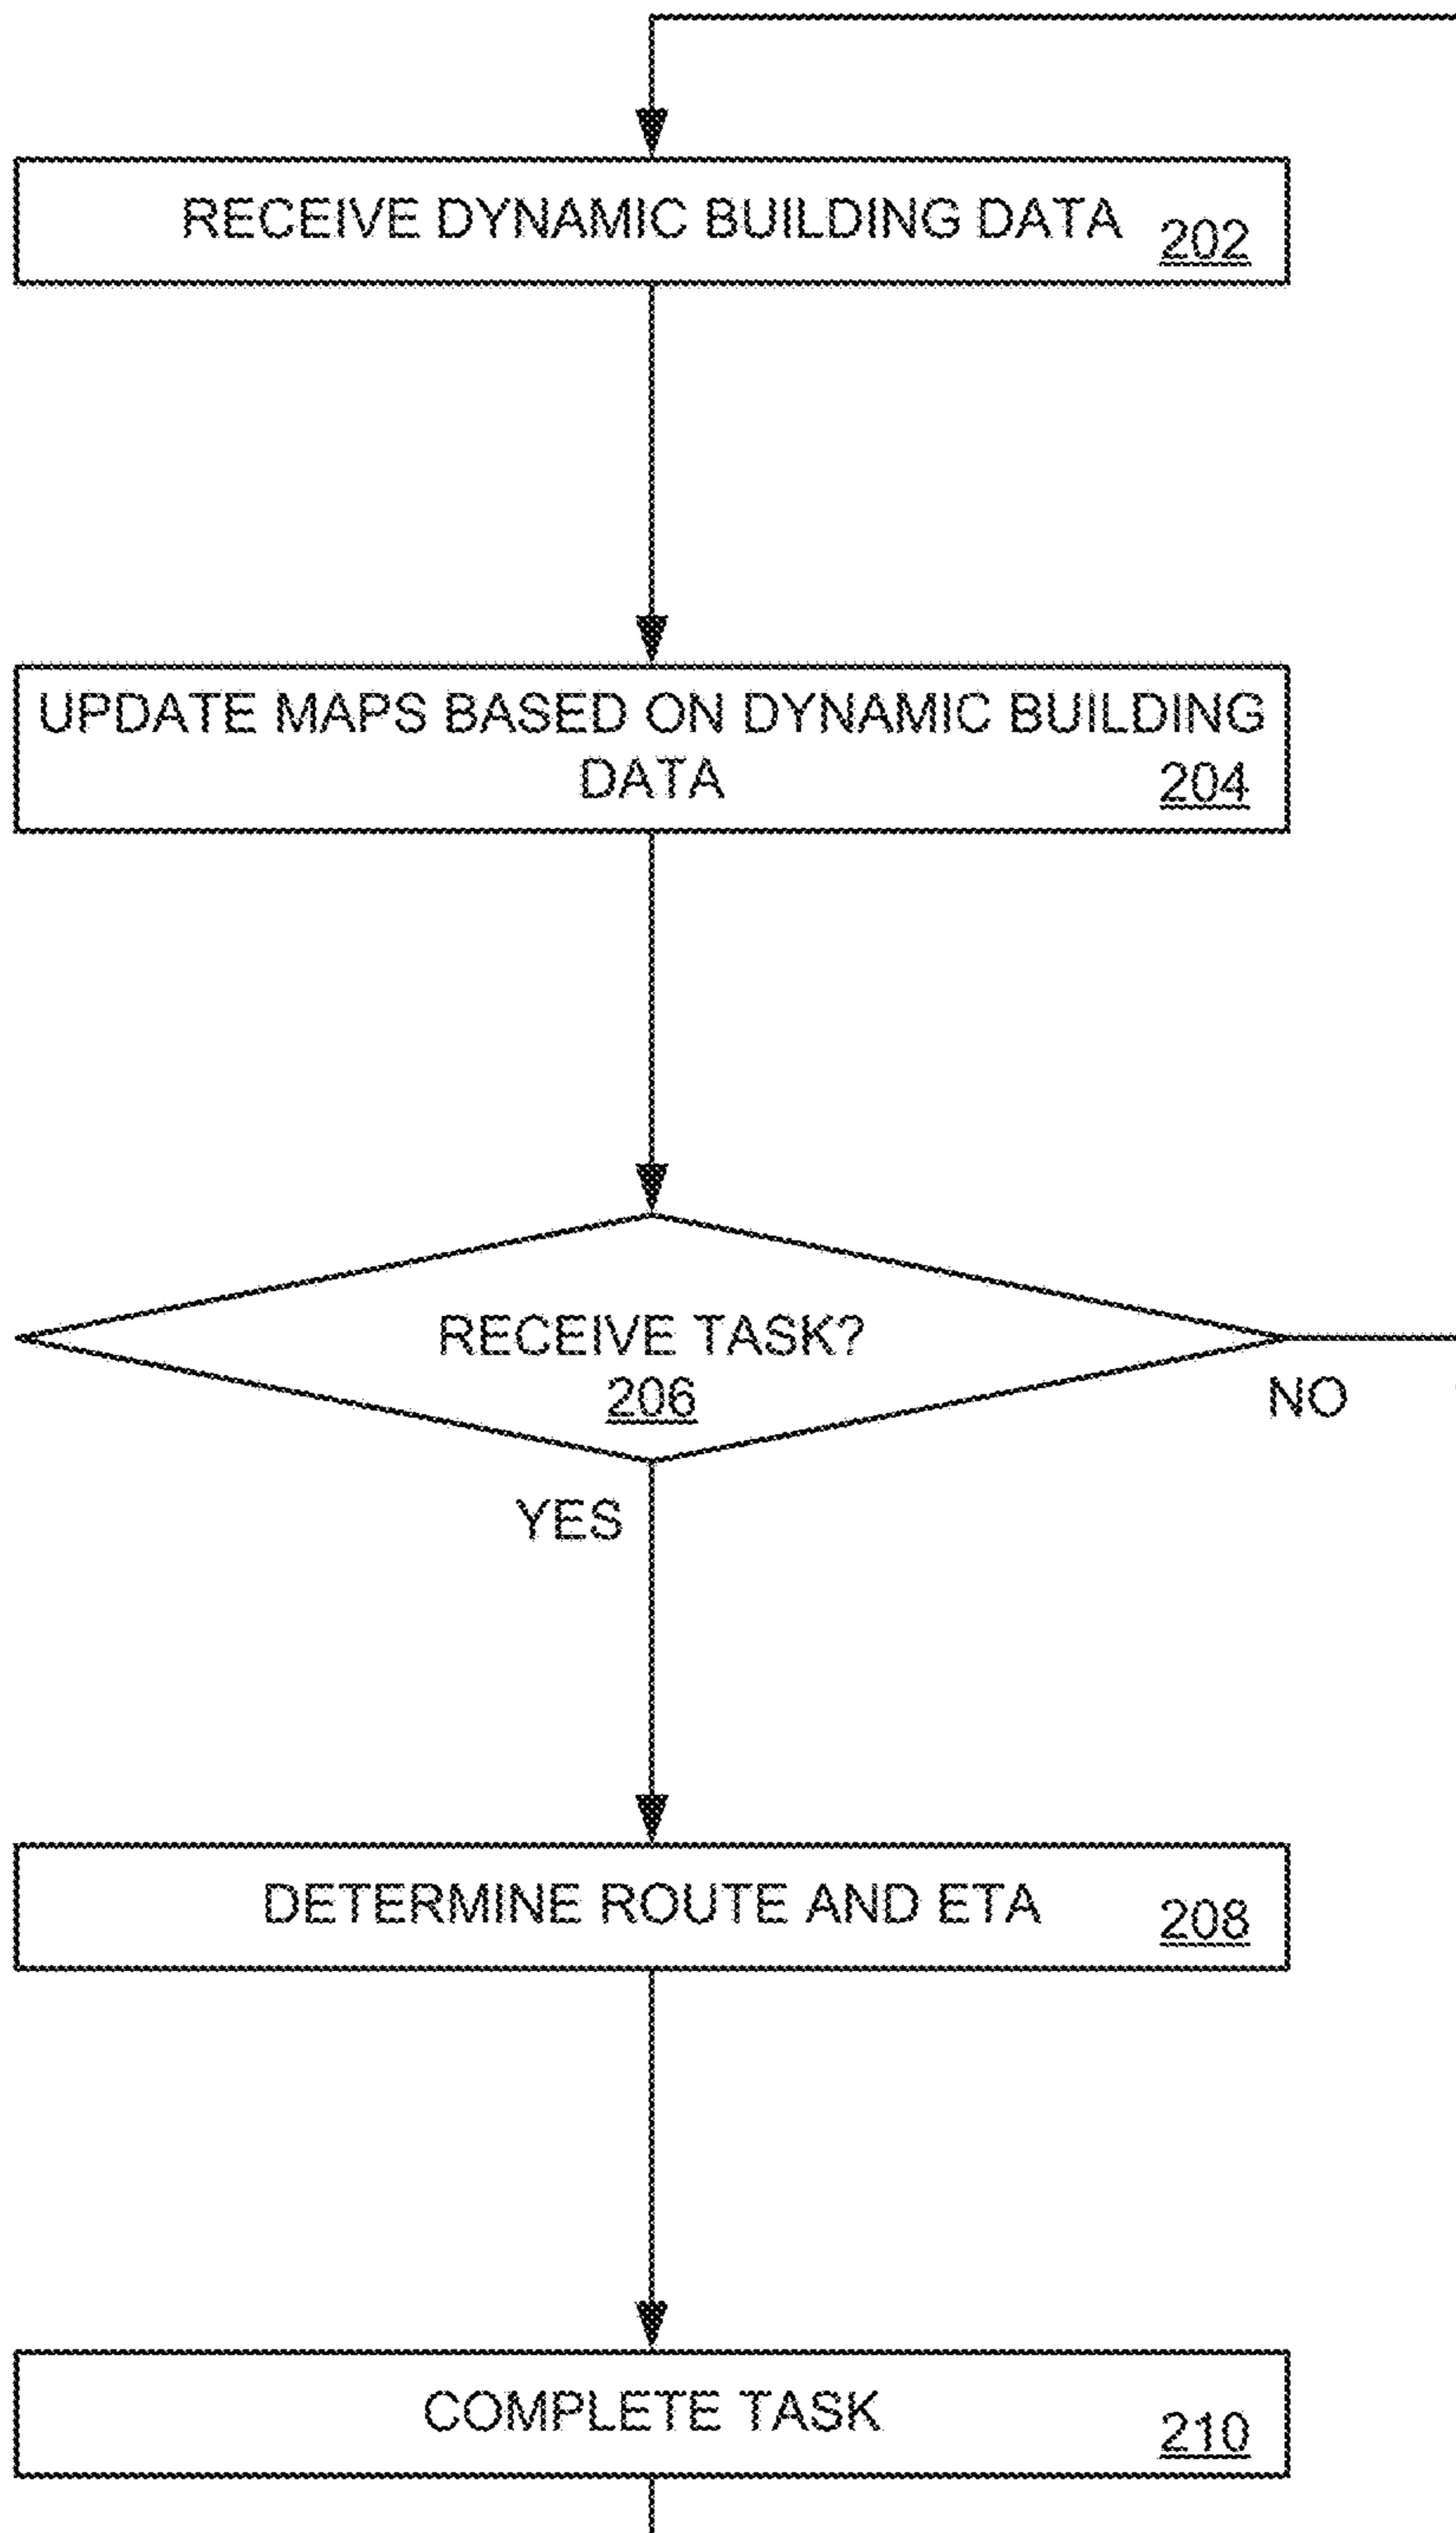 RECEIVE DYNAMIC BUILDING DATA 202
UPDATE MAPS BASED ON DYNAMIC BUILDING
DATA 204
RECEIVE TASK?
206
NO
YES
DETERMINE ROUTE AND ETA 208
COMPLETE TASK 210